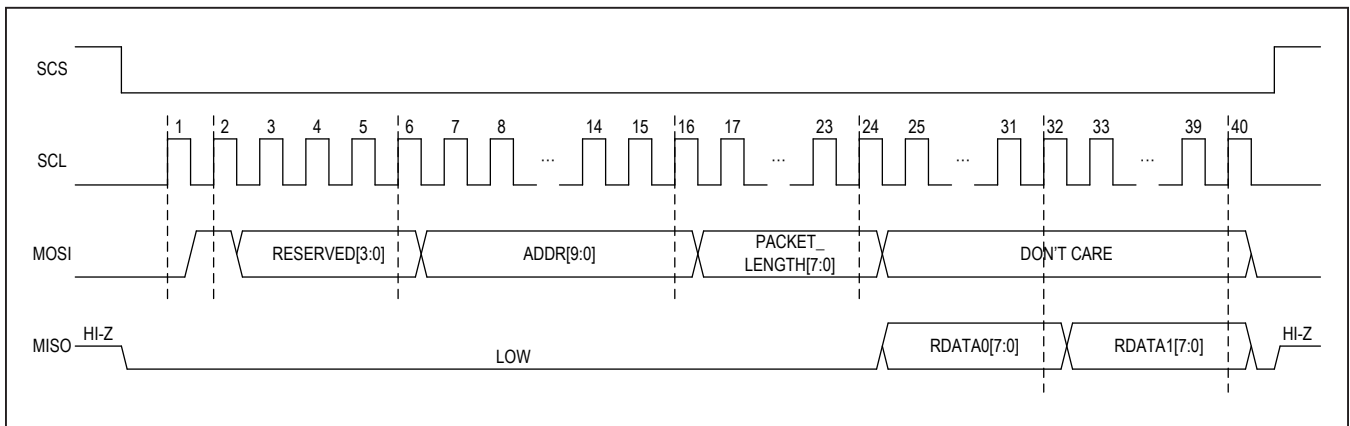 SCS
1 2 3 4 5 6 7 8 14 15 16 17 23 24 25 31 32 33 39 40
SCL ... ... ... ...
MOSI RESERVED[3:0] ADDR[9:0] PACKET_ DON'T CARE
LENGTH[7:0]
HI-Z HI-Z
MISO LOW RDATA0[7:0] RDATA1[7:0]